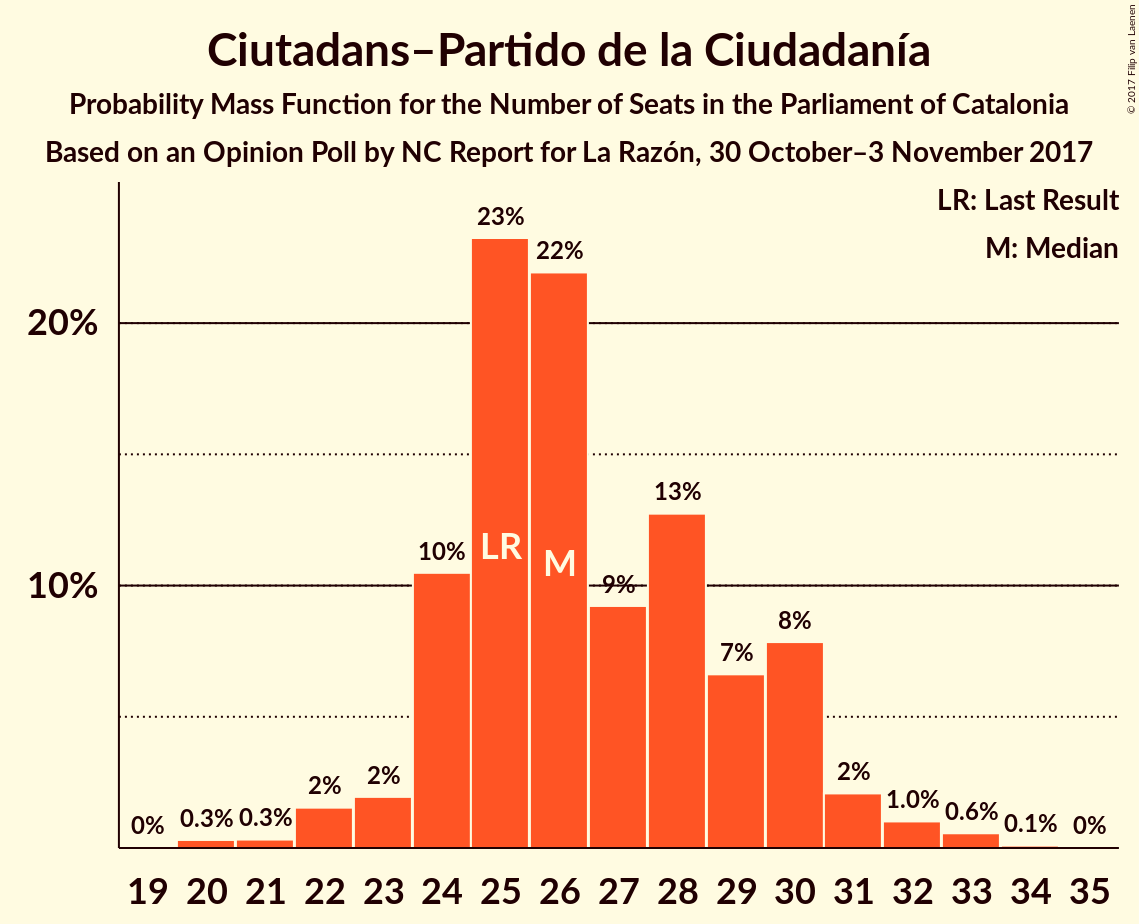 Ciutadans–Partido de la Ciudadanía
Probability Mass Function for the Number of Seats in the Parliament of Catalonia
Based on an Opinion Poll by NC Report for La Razón, 30 October–3 November 2017
© 2017 Filip van Laenen
LR: Last Result
M: Median
20%
10%
0% 0.3% 0.3% 2% 2% 10% 23% 22% 9% 13% 7% 8% 2% 1.0% 0.6% 0.1% 0%
LR M
19 20 21 22 23 24 25 26 27 28 29 30 31 32 33 34 35